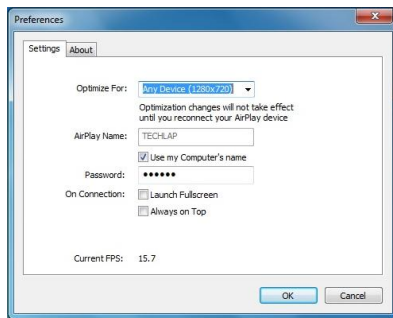 Preferences
Settings
About
Optimize For:
Any Device (1280x720)
Optimization changes will not take effect
until you reconnect your AirPlay device
AirPlay Name:
TECHLAP
Use my Computer's name
Password:
••••••
On Connection:
Launch Fullscreen
Always on Top
Current FPS:
15.7
OK
Cancel